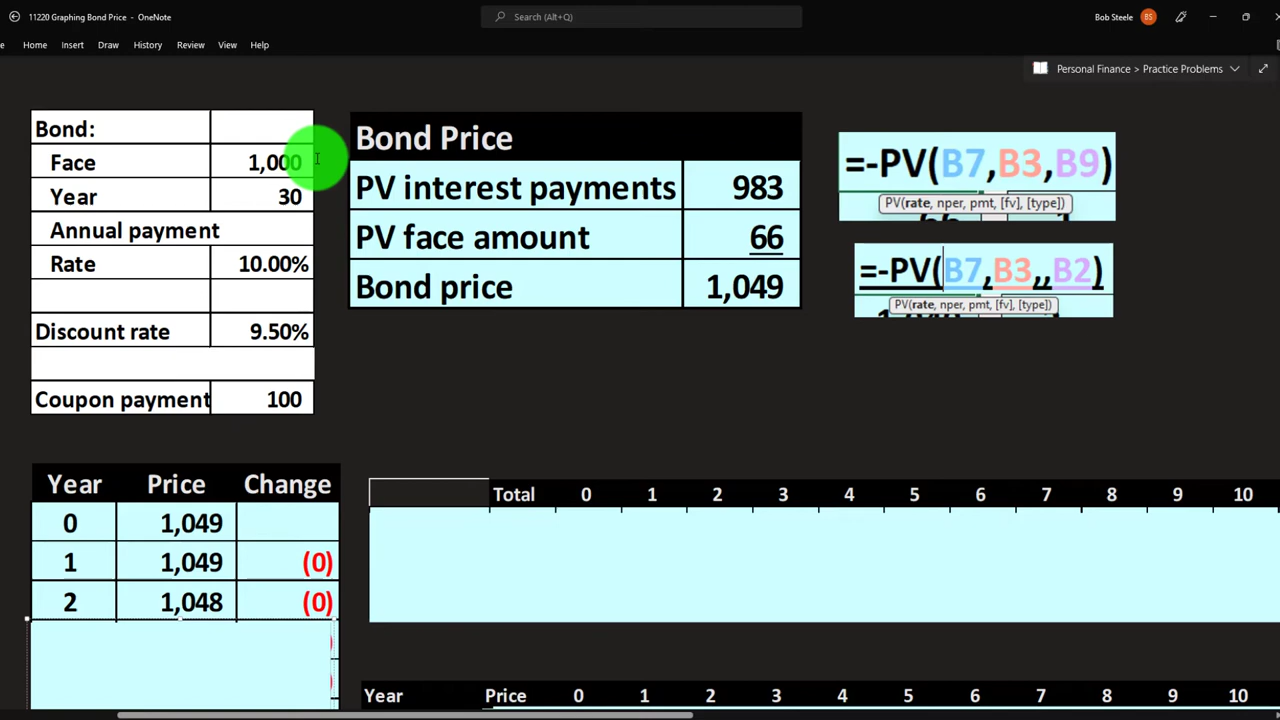 11220 Graphing Bond Price - OneNote
Search (Alt+Q)
Bob Steele
BS
Home Insert Draw History Review View Help
Personal Finance > Practice Problems
Bond:
Face 1,000
Year 30
Annual payment
Rate 10.00%
Discount rate 9.50%
Coupon payment 100
Bond Price
PV interest payments 983
PV face amount 66
Bond price 1,049
=-PV(B7,B3,B9)
PV(rate, nper, pmt, [fv], [type])
=-PV(B7,B3,,B2)
PV(rate, nper, pmt, [fv], [type])
Year Price Change
0 1,049
1 1,049 (0)
2 1,048 (0)
Total 0 1 2 3 4 5 6 7 8 9 10
Year Price 0 1 2 3 4 5 6 7 8 9 10